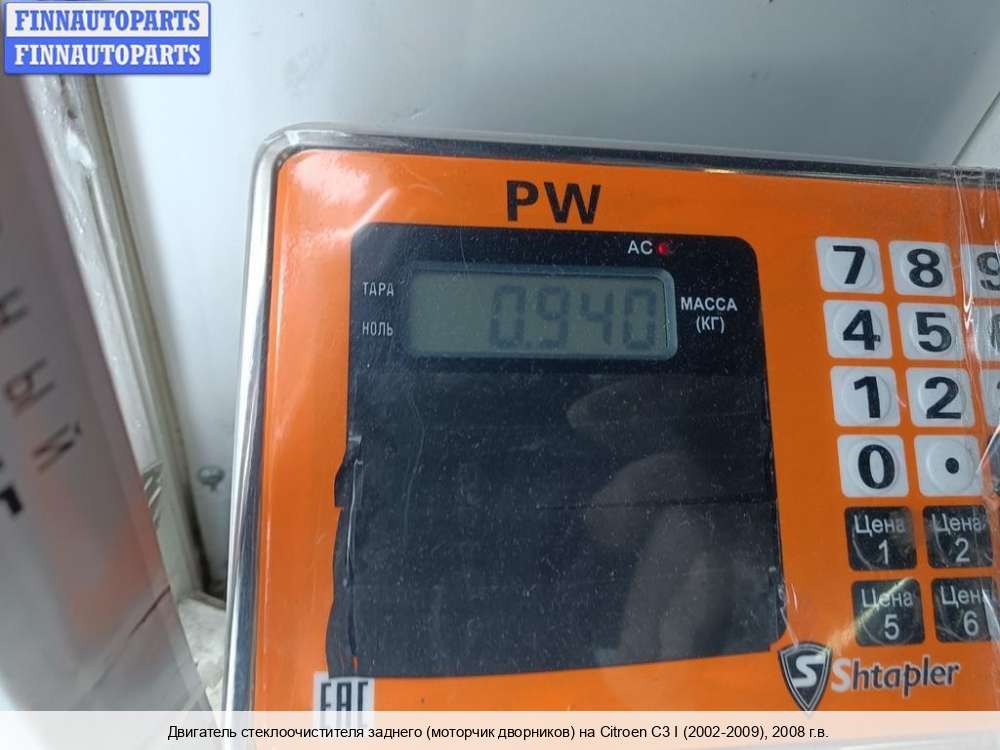 FINNAUTOPARTS
FINNAUTOPARTS
PW
AC
ТАРА
НОЛЬ
0.940
МАССА
(КГ)
7 8 9
4 5
1 2
0 .
Цена 1
Цена 2
Цена 5
Цена 6
S Shtapler
EAC
Двигатель стеклоочистителя заднего (моторчик дворников) на Citroen C3 I (2002-2009), 2008 г.в.